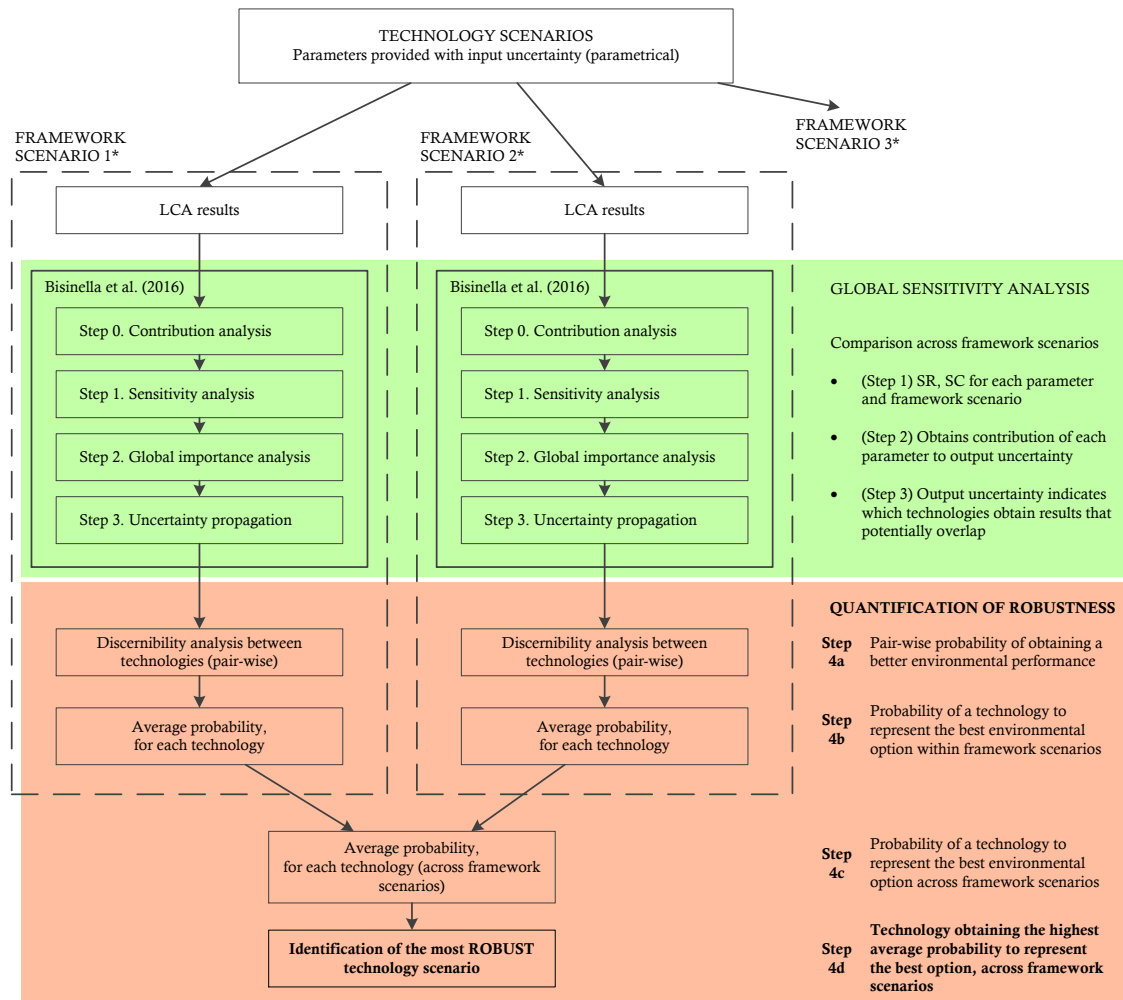 TECHNOLOGY SCENARIOS
Parameters provided with input uncertainty (parametrical)
FRAMEWORK
SCENARIO 1*
FRAMEWORK
SCENARIO 2*
FRAMEWORK
SCENARIO 3*
LCA results
LCA results
Bisinella et al. (2016)
Step 0. Contribution analysis
Step 1. Sensitivity analysis
Step 2. Global importance analysis
Step 3. Uncertainty propagation
Bisinella et al. (2016)
Step 0. Contribution analysis
Step 1. Sensitivity analysis
Step 2. Global importance analysis
Step 3. Uncertainty propagation
GLOBAL SENSITIVITY ANALYSIS
Comparison across framework scenarios
• (Step 1) SR, SC for each parameter
and framework scenario
• (Step 2) Obtains contribution of each
parameter to output uncertainty
• (Step 3) Output uncertainty indicates
which technologies obtain results that
potentially overlap
Discernibility analysis between
technologies (pair-wise)
Average probability,
for each technology
Discernibility analysis between
technologies (pair-wise)
Average probability,
for each technology
Average probability,
for each technology (across framework
scenarios)
Identification of the most ROBUST
technology scenario
QUANTIFICATION OF ROBUSTNESS
Step
4a
Pair-wise probability of obtaining a
better environmental performance
Step
4b
Probability of a technology to
represent the best environmental
option within framework scenarios
Step
4c
Probability of a technology to
represent the best environmental
option across framework scenarios
Step
4d
Technology obtaining the highest
average probability to represent
the best option, across framework
scenarios